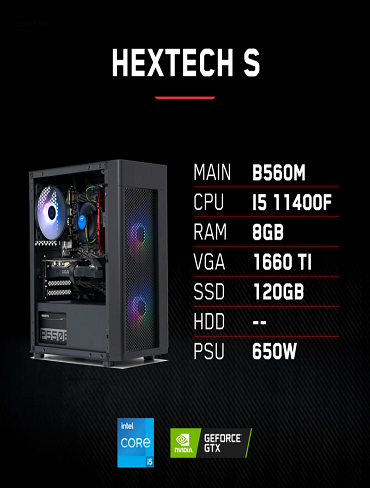 HEXTECH S
MAIN B560M
CPU I5 11400F
RAM 8GB
VGA 1660 TI
SSD 120GB
HDD --
PSU 650W
intel
CORE
i5
NVIDIA
GEFORCE
GTX